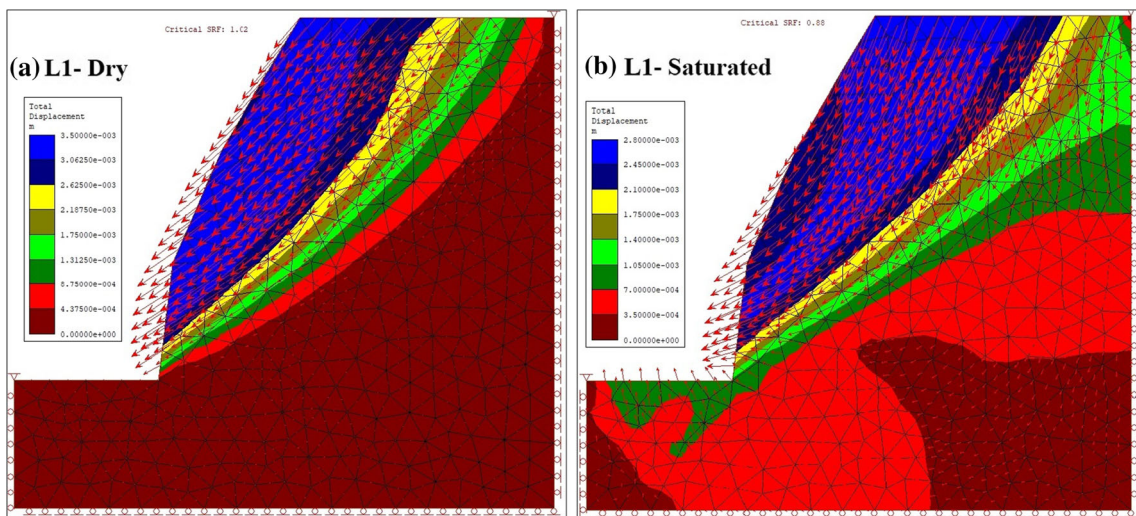 Critical SRF: 1.02
(a) L1- Dry
Total
Displacement
m
3.50000e-003
3.06250e-003
2.62500e-003
2.18750e-003
1.75000e-003
1.31250e-003
8.75000e-004
4.37500e-004
0.00000e+000
Critical SRF: 0.88
(b) L1- Saturated
Total
Displacement
m
2.80000e-003
2.45000e-003
2.10000e-003
1.75000e-003
1.40000e-003
1.05000e-003
7.00000e-004
3.50000e-004
0.00000e+000